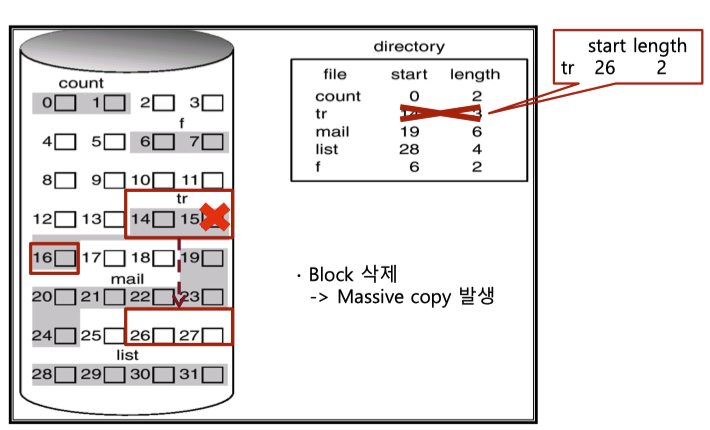 directory
file start length
count 0 2
tr 14 3
mail 19 6
list 28 4
f 6 2
start length
tr 26 2
count
0 1 2 3
f
4 5 6 7
8 9 10 11
tr
12 13 14 15
16 17 18 19
mail
20 21 22 23
24 25 26 27
list
28 29 30 31
· Block 삭제
-> Massive copy 발생